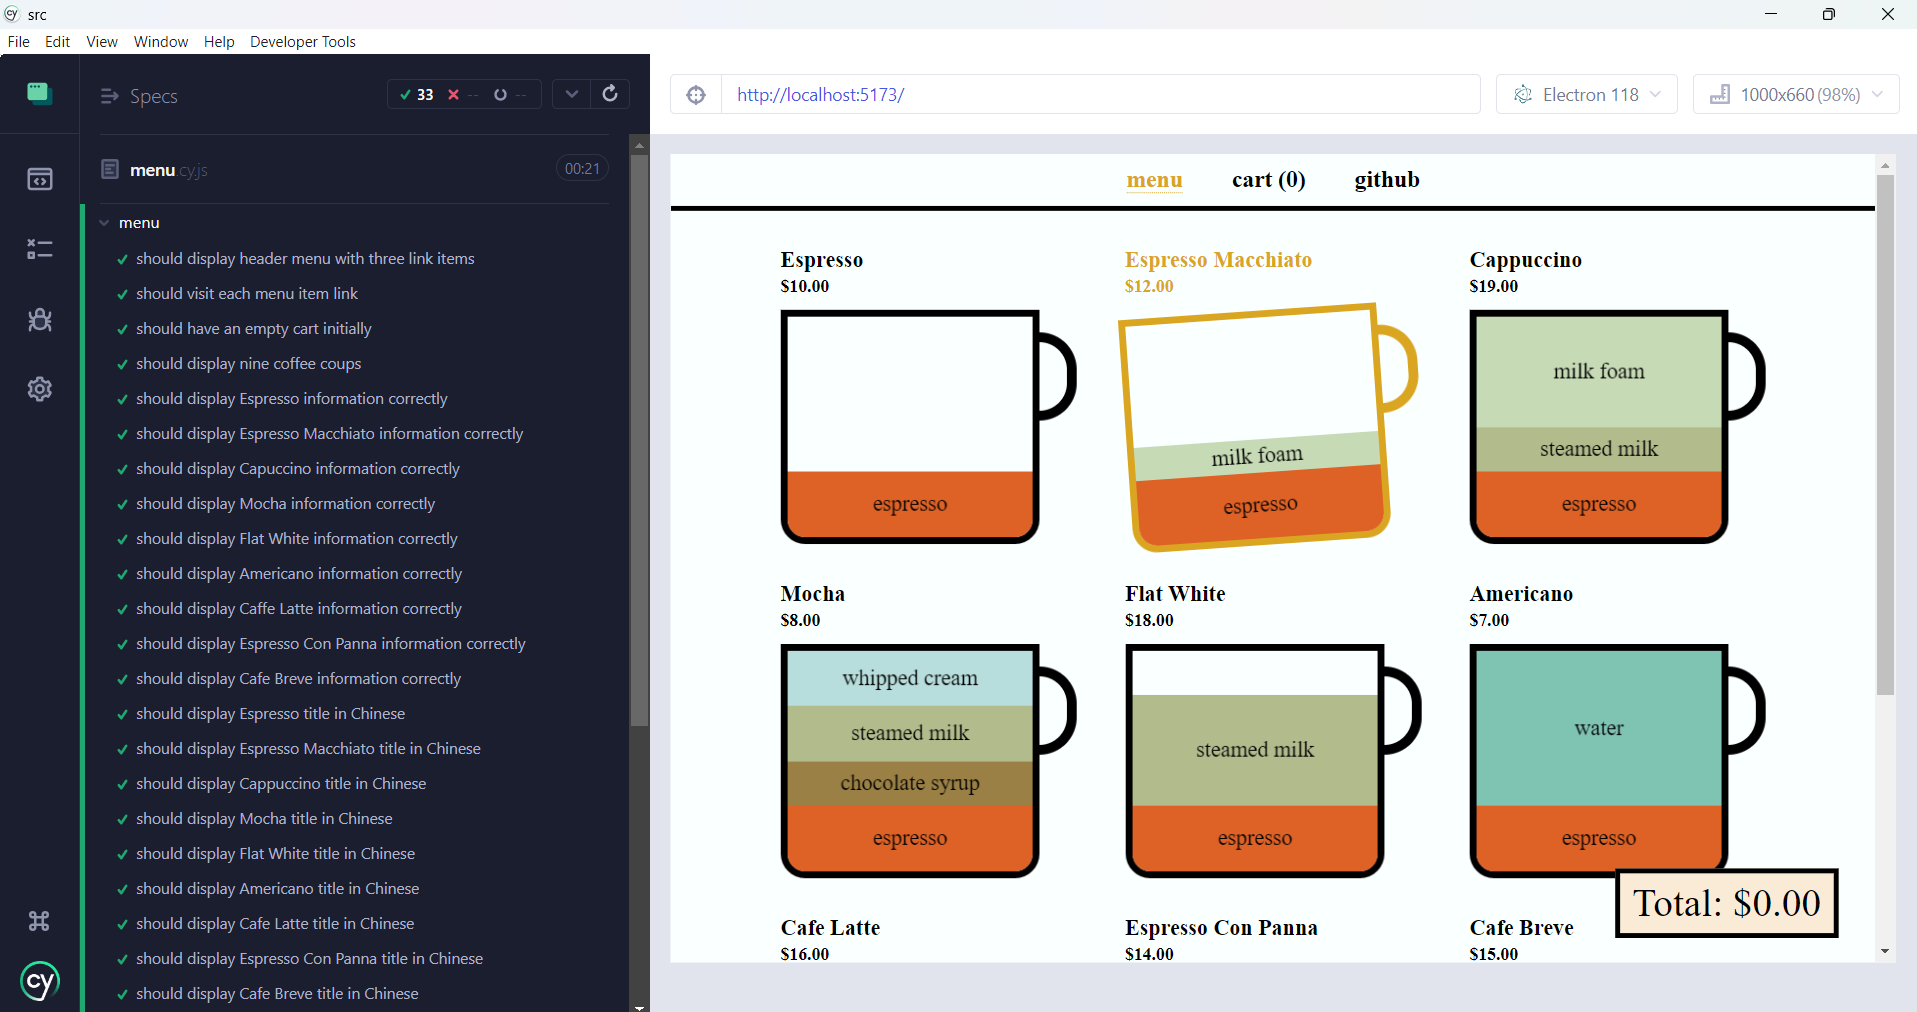 cy src
File Edit View Window Help Developer Tools
Specs
33 -- --
http://localhost:5173/
Electron 118
1000x660 (98%)
menu.cy.js
00:21
menu
should display header menu with three link items
should visit each menu item link
should have an empty cart initially
should display nine coffee coups
should display Espresso information correctly
should display Espresso Macchiato information correctly
should display Capuccino information correctly
should display Mocha information correctly
should display Flat White information correctly
should display Americano information correctly
should display Caffe Latte information correctly
should display Espresso Con Panna information correctly
should display Cafe Breve information correctly
should display Espresso title in Chinese
should display Espresso Macchiato title in Chinese
should display Cappuccino title in Chinese
should display Mocha title in Chinese
should display Flat White title in Chinese
should display Americano title in Chinese
should display Cafe Latte title in Chinese
should display Espresso Con Panna title in Chinese
should display Cafe Breve title in Chinese
cy
menu cart (0) github
Espresso
$10.00
espresso
Espresso Macchiato
$12.00
milk foam
espresso
Cappuccino
$19.00
milk foam
steamed milk
espresso
Mocha
$8.00
whipped cream
steamed milk
chocolate syrup
espresso
Flat White
$18.00
steamed milk
espresso
Americano
$7.00
water
espresso
Cafe Latte
$16.00
Espresso Con Panna
$14.00
Cafe Breve
$15.00
Total: $0.00